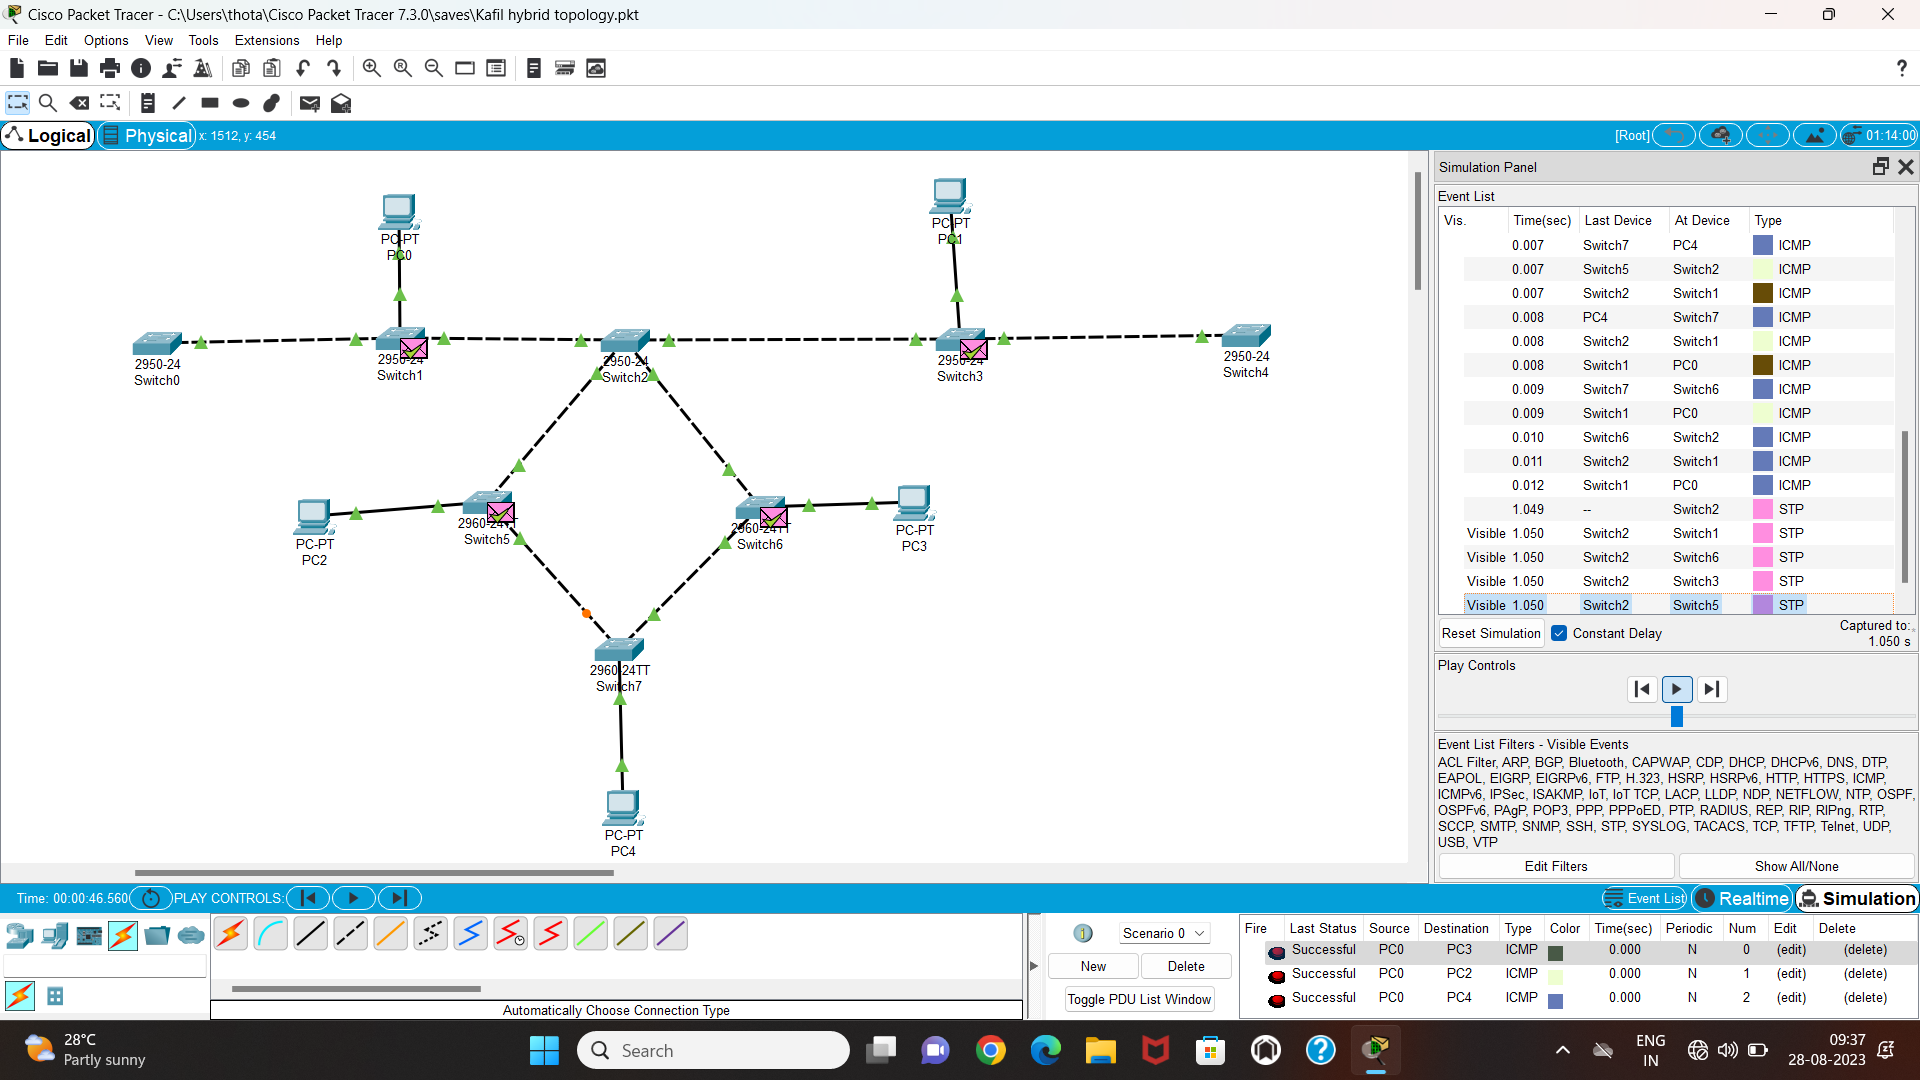 Cisco Packet Tracer - C:\Users\thota\Cisco Packet Tracer 7.3.0\saves\Kafil hybrid topology.pkt
File Edit Options View Tools Extensions Help
?
Logical Physical x: 1512, y: 454 [Root] 01:14:00
PC-PT
PC0
PC-PT
PC1
2950-24
Switch0
2950-24
Switch1
2950-24
Switch2
2950-24
Switch3
2950-24
Switch4
PC-PT
PC2
2960-24TT
Switch5
2960-24TT
Switch6
PC-PT
PC3
2960-24TT
Switch7
PC-PT
PC4
Simulation Panel
Event List
Vis. Time(sec) Last Device At Device Type
0.007 Switch7 PC4 ICMP
0.007 Switch5 Switch2 ICMP
0.007 Switch2 Switch1 ICMP
0.008 PC4 Switch7 ICMP
0.008 Switch2 Switch1 ICMP
0.008 Switch1 PC0 ICMP
0.009 Switch7 Switch6 ICMP
0.009 Switch1 PC0 ICMP
0.010 Switch6 Switch2 ICMP
0.011 Switch2 Switch1 ICMP
0.012 Switch1 PC0 ICMP
1.049 -- Switch2 STP
Visible 1.050 Switch2 Switch1 STP
Visible 1.050 Switch2 Switch6 STP
Visible 1.050 Switch2 Switch3 STP
Visible 1.050 Switch2 Switch5 STP
Reset Simulation Constant Delay Captured to:
1.050 s
Play Controls
Event List Filters - Visible Events
ACL Filter, ARP, BGP, Bluetooth, CAPWAP, CDP, DHCP, DHCPv6, DNS, DTP,
EAPOL, EIGRP, EIGRPv6, FTP, H.323, HSRP, HSRPv6, HTTP, HTTPS, ICMP,
ICMPv6, IPSec, ISAKMP, IoT, IoT TCP, LACP, LLDP, NDP, NETFLOW, NTP, OSPF,
OSPFv6, PAgP, POP3, PPP, PPPoED, PTP, RADIUS, REP, RIP, RIPng, RTP,
SCCP, SMTP, SNMP, SSH, STP, SYSLOG, TACACS, TCP, TFTP, Telnet, UDP,
USB, VTP
Edit Filters Show All/None
Time: 00:00:46.560 PLAY CONTROLS: Event List Realtime Simulation
Automatically Choose Connection Type
1 Scenario 0
New Delete
Toggle PDU List Window
Fire Last Status Source Destination Type Color Time(sec) Periodic Num Edit Delete
Successful PC0 PC3 ICMP 0.000 N 0 (edit) (delete)
Successful PC0 PC2 ICMP 0.000 N 1 (edit) (delete)
Successful PC0 PC4 ICMP 0.000 N 2 (edit) (delete)
28°C
Partly sunny
Search
ENG
IN
09:37
28-08-2023